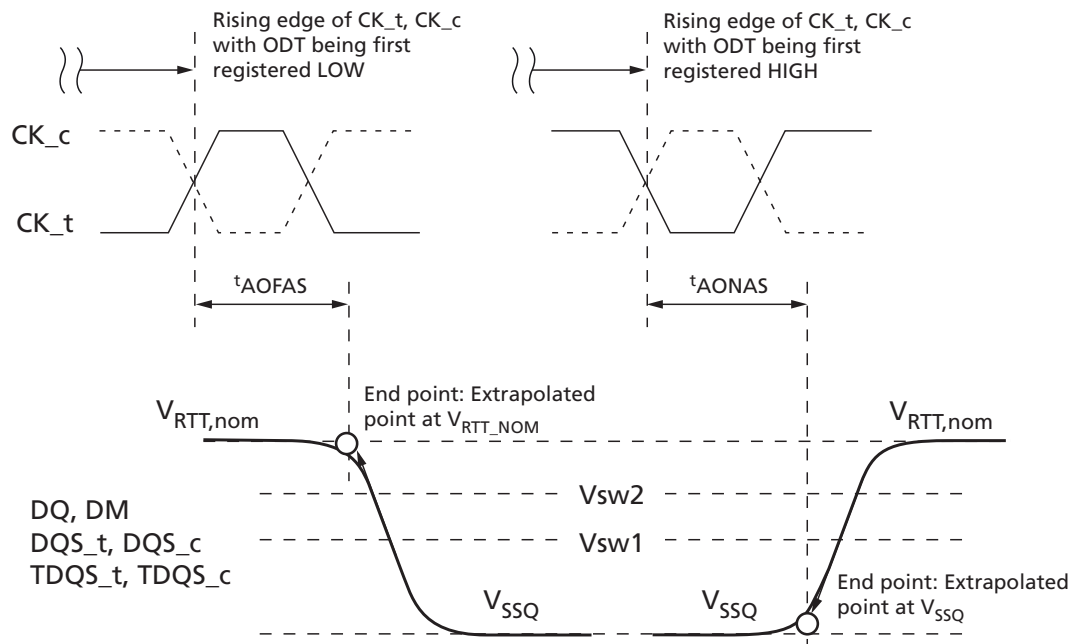 Rising edge of CK_t, CK_c
with ODT being first
registered LOW
Rising edge of CK_t, CK_c
with ODT being first
registered HIGH
CK_c
CK_t
tAOFAS
tAONAS
End point: Extrapolated
point at VRTT_NOM
VRTT,nom
VRTT,nom
Vsw2
DQ, DM
DQS_t, DQS_c
TDQS_t, TDQS_c
Vsw1
VSSQ
VSSQ
End point: Extrapolated
point at VSSQ